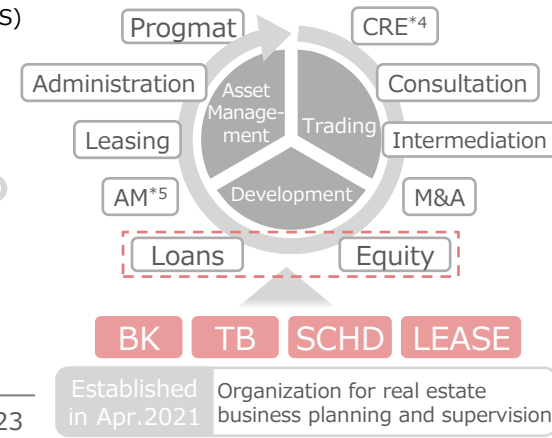 S)
Progmat
CRE*4
Administration
Asset
Manage-
ment
Trading
Consultation
Leasing
Intermediation
AM*5
Development
M&A
Loans
Equity
BK
TB
SCHD
LEASE
Established
in Apr.2021
Organization for real estate
business planning and supervision
23